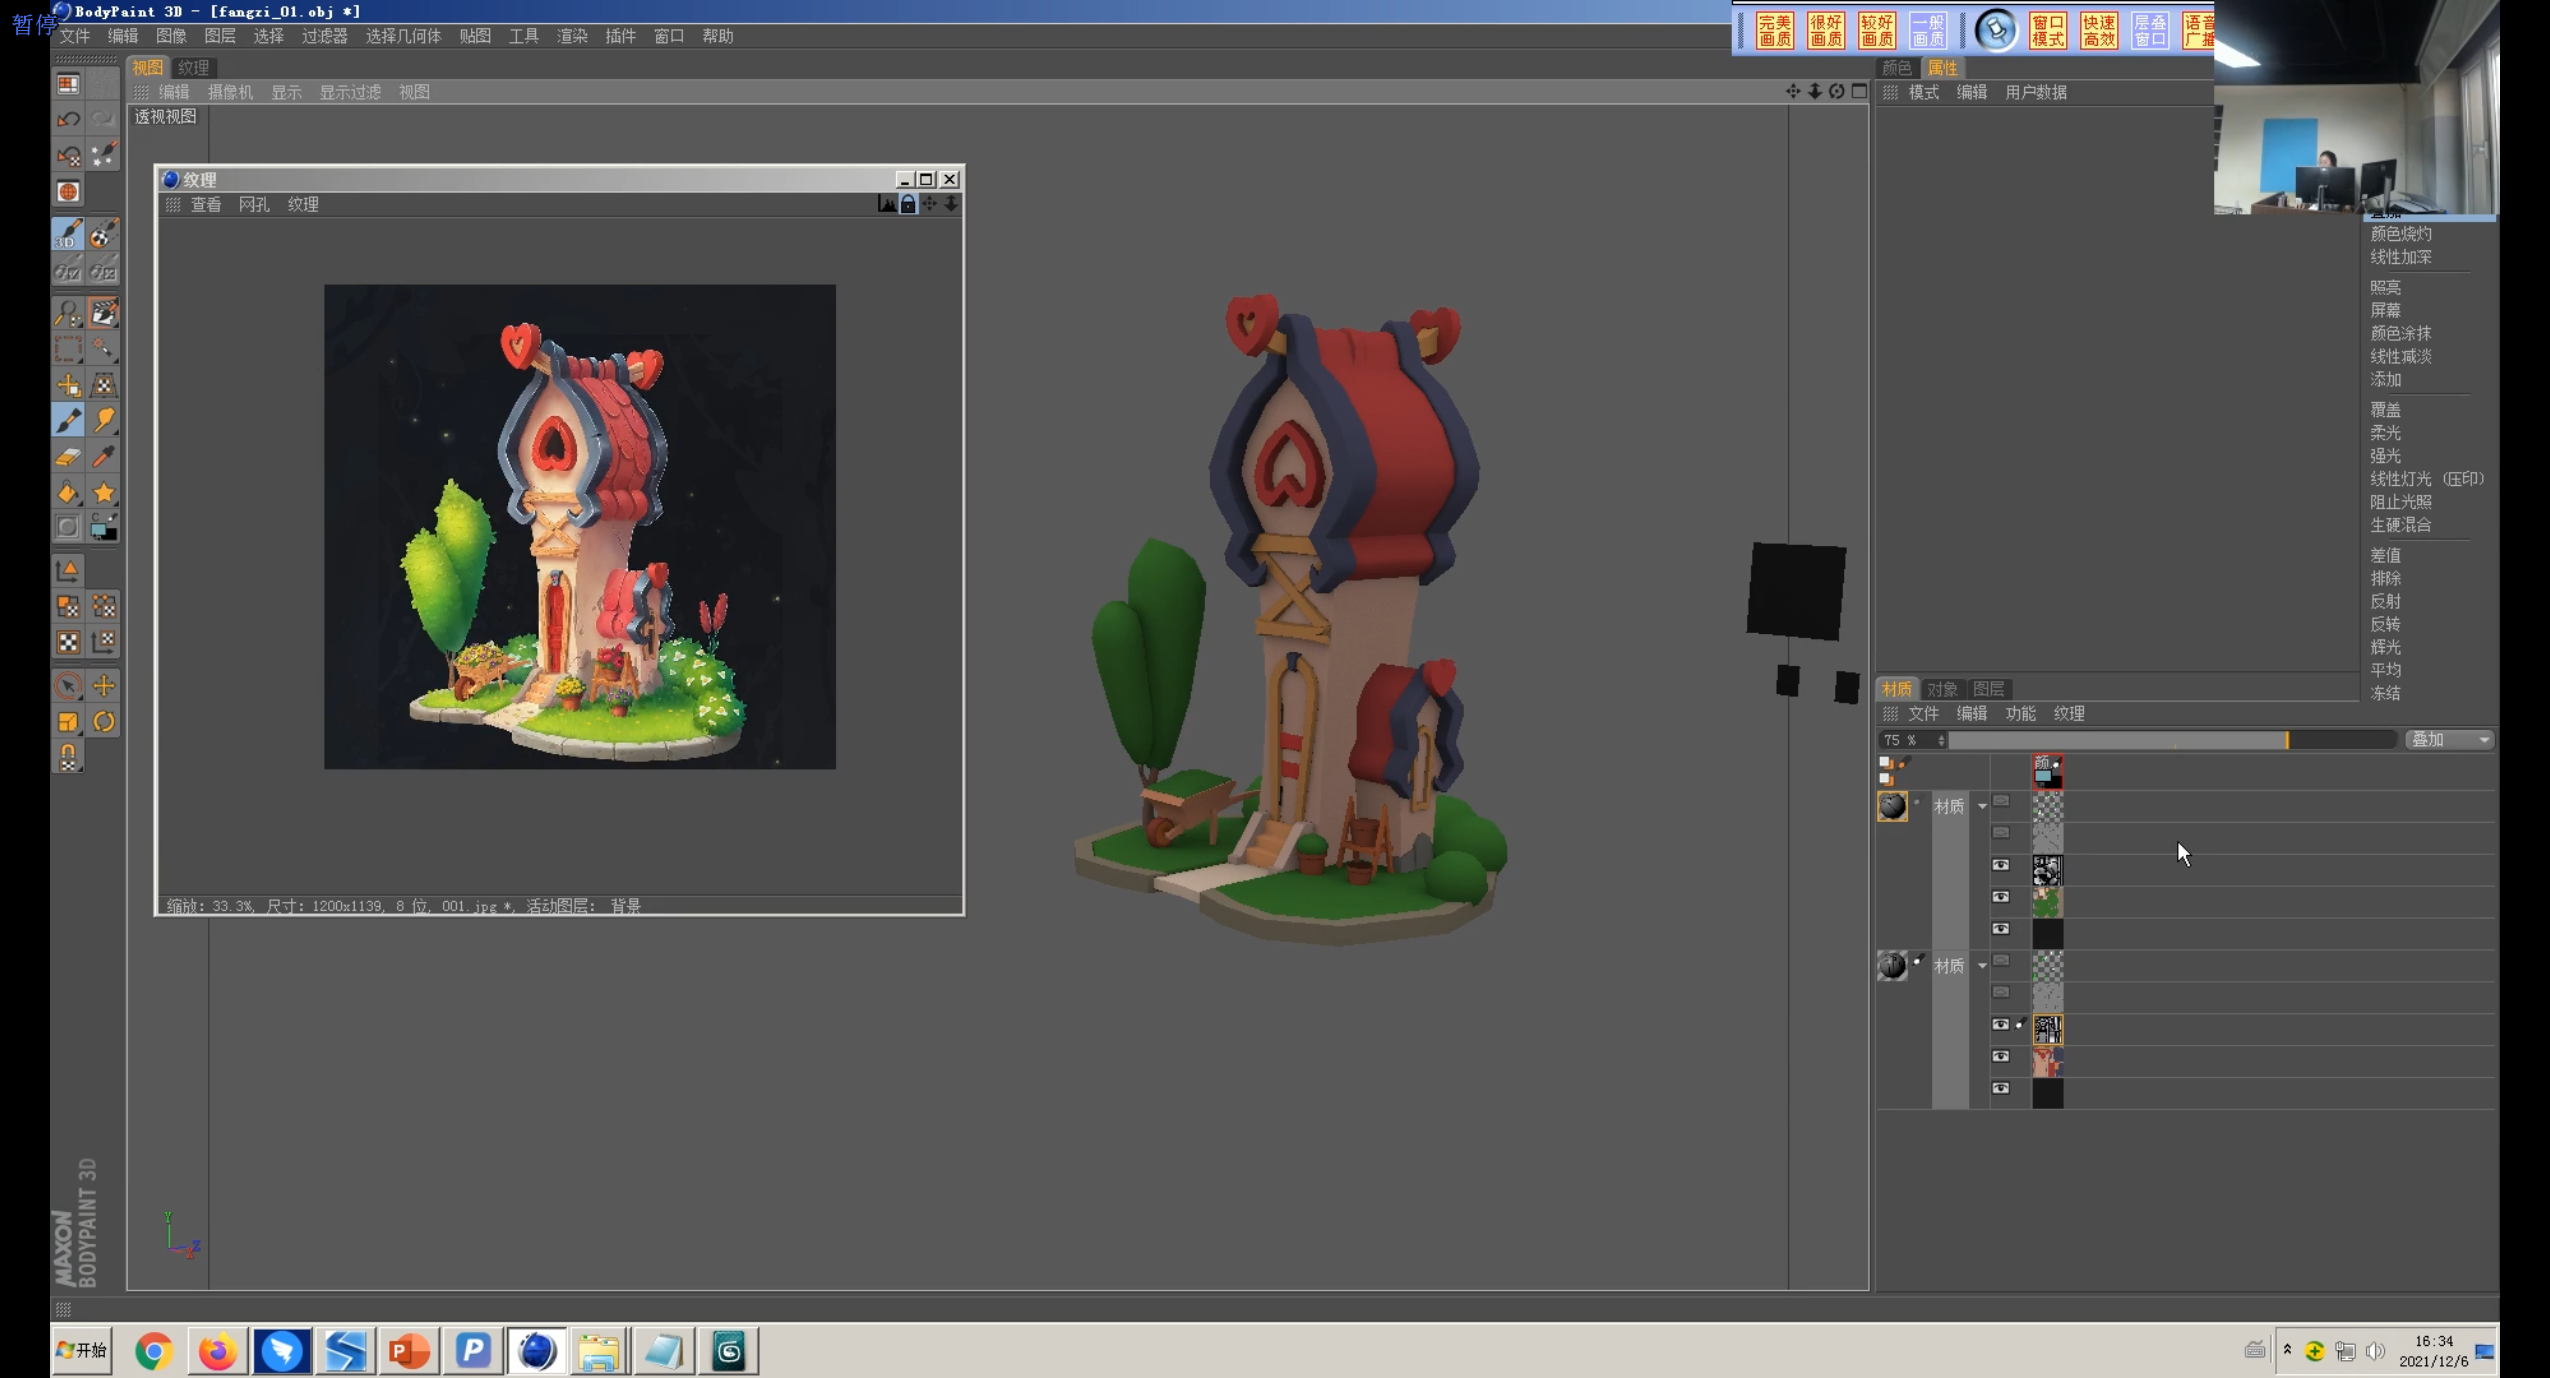 暂停
BodyPaint 3D - [fangzi_01.obj *]
文件 编辑 图像 图层 选择 过滤器 选择几何体 贴图 工具 渲染 插件 窗口 帮助
完美画质 很好画质 较好画质 一般画质 窗口模式 快速高效 层叠窗口 语音广播
视图 纹理
编辑 摄像机 显示 显示过滤 视图
透视视图
纹理
查看 网孔 纹理
缩放: 33.3%, 尺寸: 1200x1139, 8 位, 001.jpg *, 活动图层: 背景
3D
颜色 属性
模式 编辑 用户数据
叠加
颜色烧灼
线性加深
照亮
屏幕
颜色涂抹
线性减淡
添加
覆盖
柔光
强光
线性灯光 (压印)
阻止光照
生硬混合
差值
排除
反射
反转
辉光
平均
冻结
材质 对象 图层
文件 编辑 功能 纹理
75 %
叠加
颜
材质
材质
Y
Z
X
MAXON
BODYPAINT 3D
开始
P
P
16:34
2021/12/6